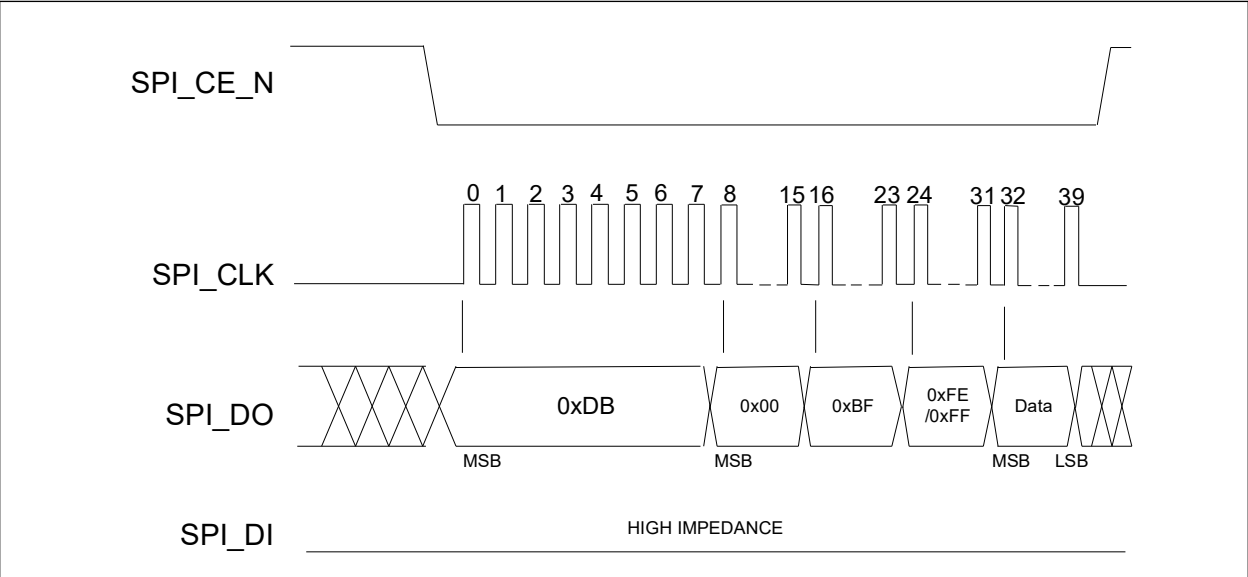 SPI_CE_N
0 1 2 3 4 5 6 7 8 15 16 23 24 31 32 39
SPI_CLK
SPI_DO
0xDB
0x00
0xBF
0xFE
/0xFF
Data
MSB MSB MSB LSB
SPI_DI
HIGH IMPEDANCE